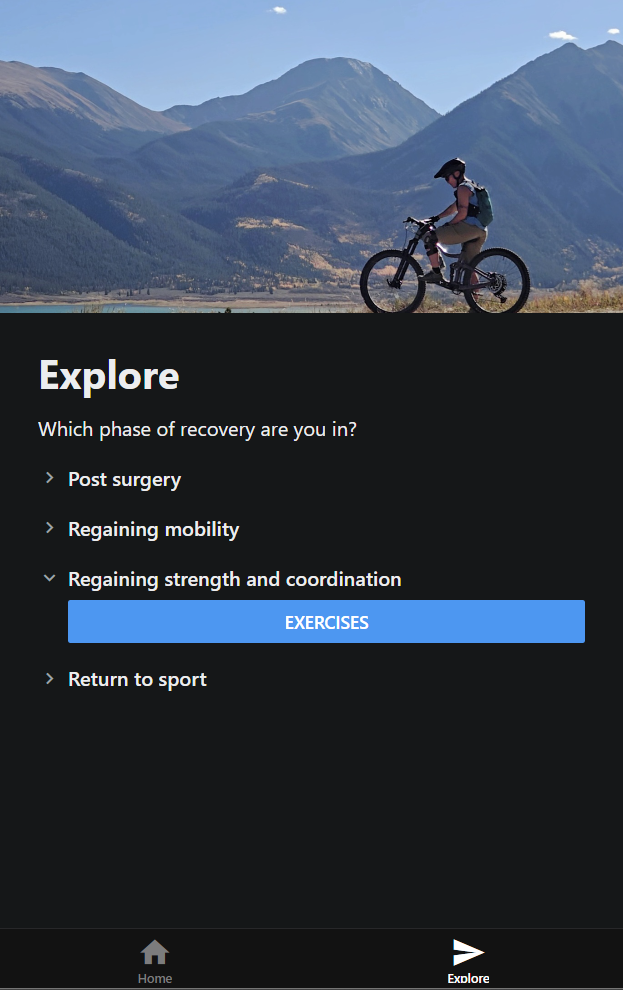 Explore
Which phase of recovery are you in?
Post surgery
Regaining mobility
Regaining strength and coordination
EXERCISES
Return to sport
Home
Explore